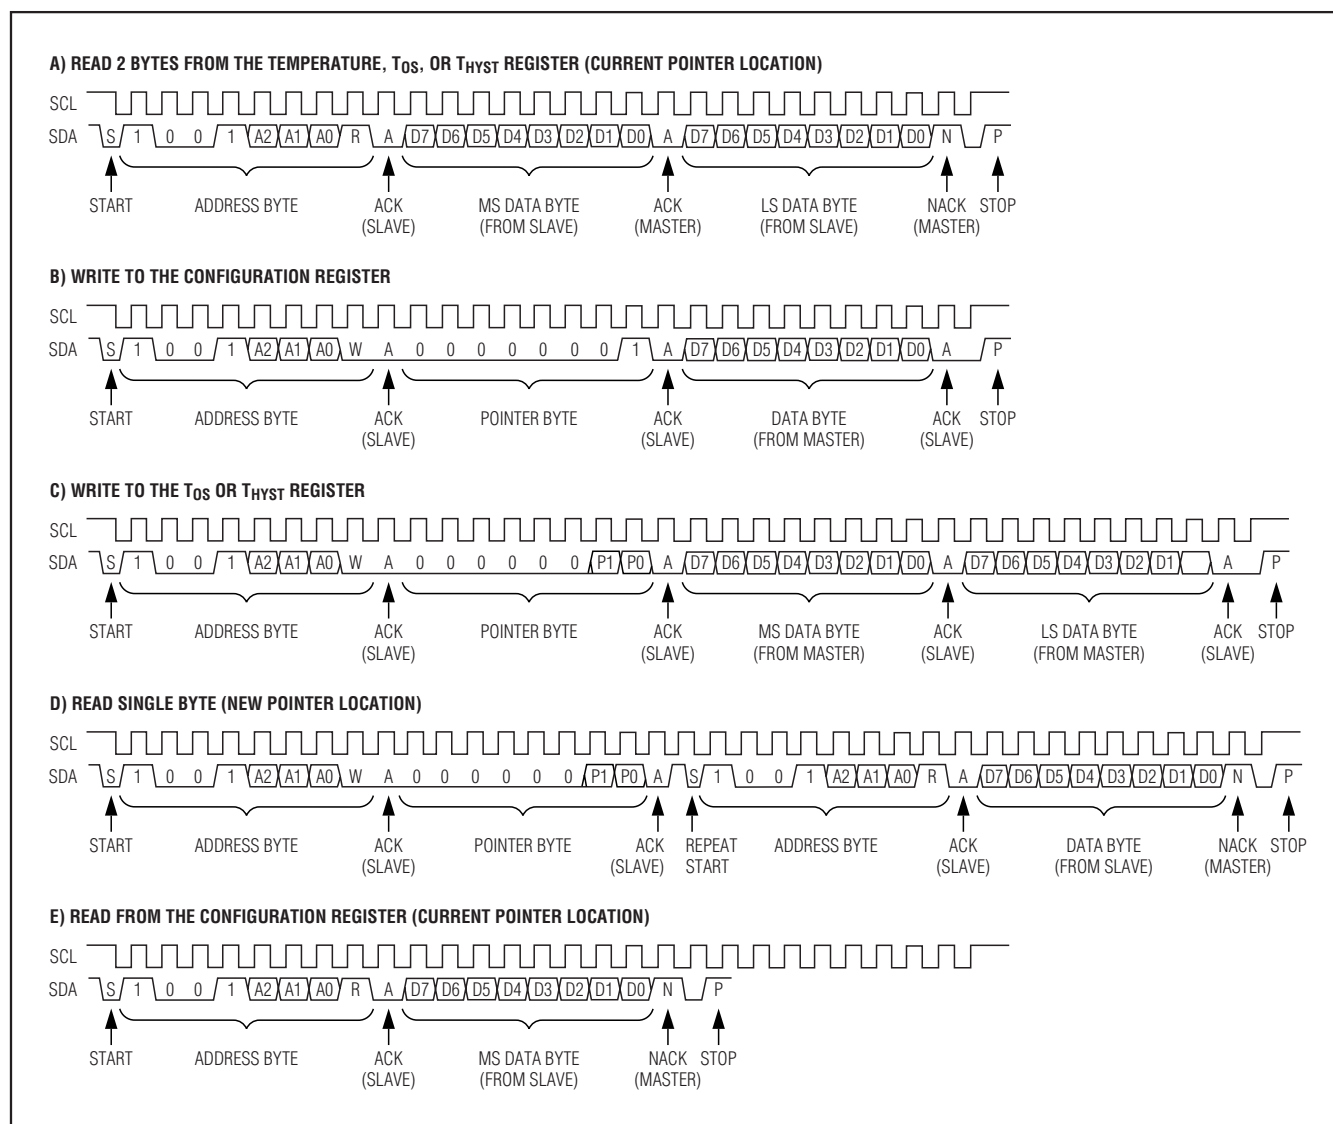 A) READ 2 BYTES FROM THE TEMPERATURE, TOS, OR THYST REGISTER (CURRENT POINTER LOCATION)
SCL
SDA S 1 0 0 1 A2 A1 A0 R A D7 D6 D5 D4 D3 D2 D1 D0 A D7 D6 D5 D4 D3 D2 D1 D0 N P
START ADDRESS BYTE ACK MS DATA BYTE ACK LS DATA BYTE NACK STOP
(SLAVE) (FROM SLAVE) (MASTER) (FROM SLAVE) (MASTER)
B) WRITE TO THE CONFIGURATION REGISTER
SCL
SDA S 1 0 0 1 A2 A1 A0 W A 0 0 0 0 0 0 0 1 A D7 D6 D5 D4 D3 D2 D1 D0 A P
START ADDRESS BYTE ACK POINTER BYTE ACK DATA BYTE ACK STOP
(SLAVE) (SLAVE) (FROM MASTER) (SLAVE)
C) WRITE TO THE TOS OR THYST REGISTER
SCL
SDA S 1 0 0 1 A2 A1 A0 W A 0 0 0 0 0 0 P1 P0 A D7 D6 D5 D4 D3 D2 D1 D0 A D7 D6 D5 D4 D3 D2 D1 A P
START ADDRESS BYTE ACK POINTER BYTE ACK MS DATA BYTE ACK LS DATA BYTE ACK STOP
(SLAVE) (SLAVE) (FROM MASTER) (SLAVE) (FROM MASTER) (SLAVE)
D) READ SINGLE BYTE (NEW POINTER LOCATION)
SCL
SDA S 1 0 0 1 A2 A1 A0 W A 0 0 0 0 0 0 P1 P0 A S 1 0 0 1 A2 A1 A0 R A D7 D6 D5 D4 D3 D2 D1 D0 N P
START ADDRESS BYTE ACK POINTER BYTE ACK REPEAT ADDRESS BYTE ACK DATA BYTE NACK STOP
(SLAVE) (SLAVE) START (SLAVE) (FROM SLAVE) (MASTER)
E) READ FROM THE CONFIGURATION REGISTER (CURRENT POINTER LOCATION)
SCL
SDA S 1 0 0 1 A2 A1 A0 R A D7 D6 D5 D4 D3 D2 D1 D0 N P
START ADDRESS BYTE ACK MS DATA BYTE NACK STOP
(SLAVE) (FROM SLAVE) (MASTER)